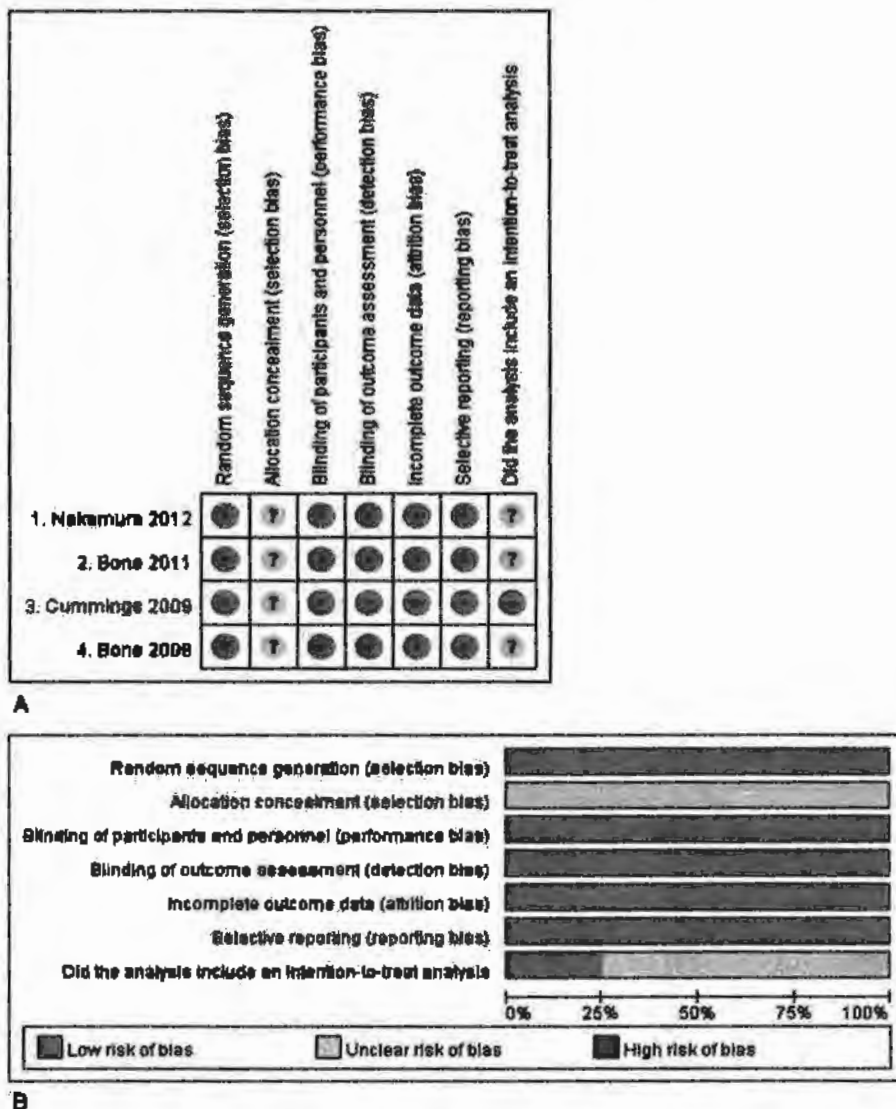 Random sequence generation (selection bias)
Allocation concealment (selection bias)
Blinding of participants and personnel (performance bias)
Blinding of outcome assessment (detection bias)
Incomplete outcome data (attrition bias)
Selective reporting (reporting bias)
Did the analysis include an intention-to-treat analysis
1. Nakamura 2012 ? ?
2. Bone 2011 ? ?
3. Cummings 2009 ?
4. Bone 2008 ? ?
A
Random sequence generation (selection bias)
Allocation concealment (selection bias)
Blinding of participants and personnel (performance bias)
Blinding of outcome assessment (detection bias)
Incomplete outcome data (attrition bias)
Selective reporting (reporting bias)
Did the analysis include an intention-to-treat analysis
0% 25% 50% 75% 100%
Low risk of bias Unclear risk of bias High risk of bias
B